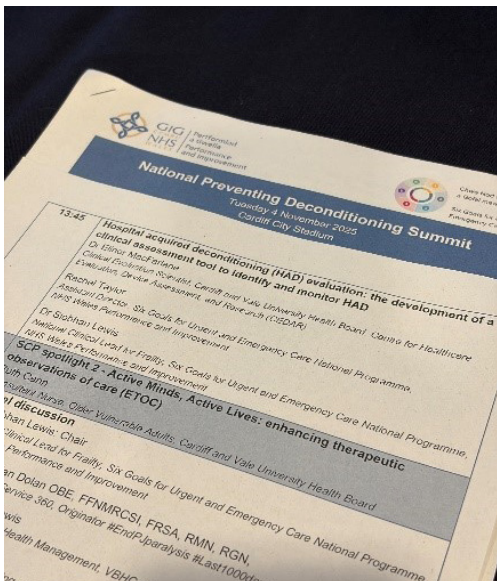 GIG
NHS
Perfformiad
a Gwella
Performance
and Improvement
National Preventing Deconditioning Summit
Tuesday 4 November 2025
Cardiff City Stadium
13:45
Hospital acquired deconditioning (HAD) evaluation: the development of a
clinical assessment tool to identify and monitor HAD
Dr Elinor MacFarlane
Clinical Evaluation Scientist, Cardiff and Vale University Health Board, Centre for Healthcare
Evaluation, Device Assessment, and Research (CEDAR)
Rachel Taylor
Assistant Director, Six Goals for Urgent and Emergency Care National Programme,
NHS Wales Performance and Improvement
Dr Siobhan Lewis
National Clinical Lead for Frailty, Six Goals for Urgent and Emergency Care National Programme,
NHS Wales Performance and Improvement
SCP spotlight 2 - Active Minds, Active Lives: enhancing therapeutic
observations of care (ETOC)
Cann
Nurse, Older Vulnerable Adults, Cardiff and Vale University Health Board
discussion
Lewis: Chair
Clinical Lead for Frailty, Six Goals for Urgent and Emergency Care National Programme
Performance and Improvement
Dolan OBE, FFNMRCSI, FRSA, RMN, RGN,
Service 360, Originator #EndPJparalysis
Health Management,